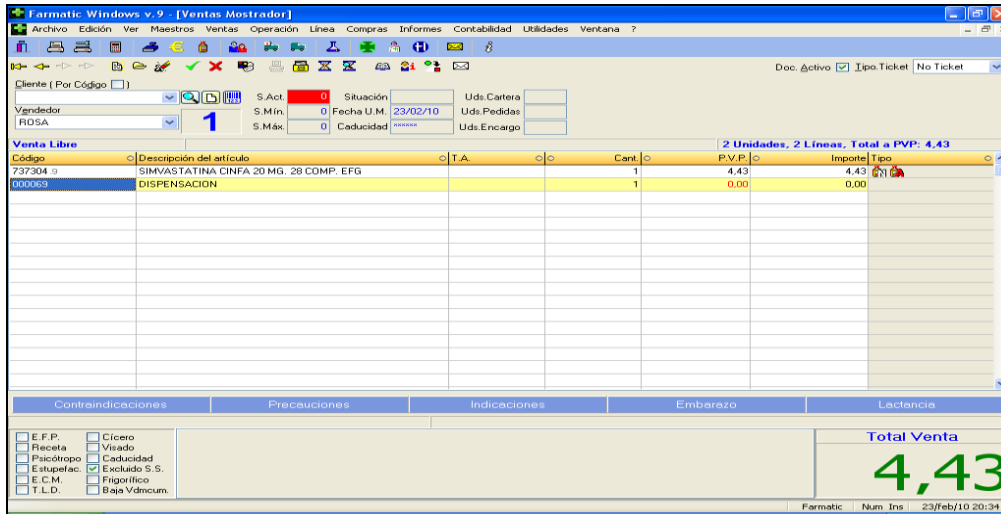 Farmatic Windows v.9 - [Ventas Mostrador]
Archivo Edición Ver Maestros Ventas Operación Línea Compras Informes Contabilidad Utilidades Ventana ?
Doc. Activo Tipo.Ticket No Ticket
Cliente ( Por Código )
S.Act. 0 Situación Uds.Cartera
Vendedor
S.Mín. 0 Fecha U.M. 23/02/10 Uds.Pedidas
ROSA 1
S.Máx. 0 Caducidad ****** Uds.Encargo
Venta Libre 2 Unidades, 2 Líneas, Total a PVP: 4,43
Código Descripción del artículo T.A. Cant. P.V.P. Importe Tipo
737304.9 SIMVASTATINA CINFA 20 MG. 28 COMP. EFG 1 4,43 4,43
000069 DISPENSACION 1 0,00 0,00
Contraindicaciones Precauciones Indicaciones Embarazo Lactancia
E.F.P. Cícero
Receta Visado
Psicótropo Caducidad
Estupefac. Excluido S.S.
E.C.M. Frigorífico
T.L.D. Baja Vdmcum.
Total Venta
4,43
Farmatic Num Ins 23/feb/10 20:34